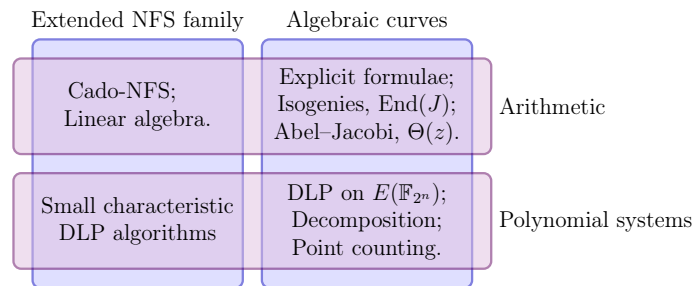 Extended NFS family
Algebraic curves
Cado-NFS;
Linear algebra.
Explicit formulae;
Isogenies, End(J);
Abel–Jacobi, Θ(z).
Arithmetic
Small characteristic
DLP algorithms
DLP on E(𝔽₂ⁿ);
Decomposition;
Point counting.
Polynomial systems